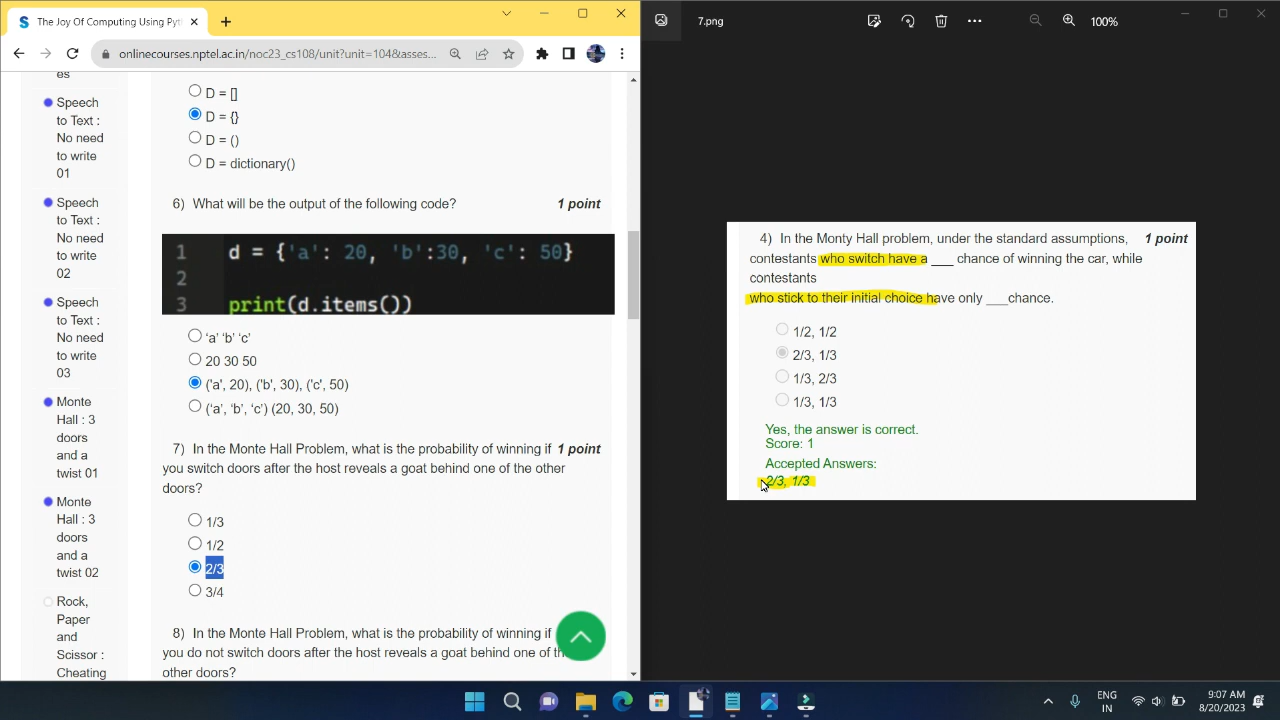 The Joy Of Computing Using Pyt
onlinecourses.nptel.ac.in/noc23_cs108/unit?unit=104&asses...
es
Speech
to Text :
No need
to write
01
Speech
to Text :
No need
to write
02
Speech
to Text :
No need
to write
03
Monte
Hall : 3
doors
and a
twist 01
Monte
Hall : 3
doors
and a
twist 02
Rock,
Paper
and
Scissor :
Cheating
D = []
D = {}
D = ()
D = dictionary()
6) What will be the output of the following code? 1 point
1 d = {'a': 20, 'b':30, 'c': 50}
2
3 print(d.items())
‘a’ ‘b’ ‘c’
20 30 50
('a', 20), ('b', 30), ('c', 50)
(‘a’, ‘b’, ‘c’) (20, 30, 50)
7) In the Monte Hall Problem, what is the probability of winning if 1 point
you switch doors after the host reveals a goat behind one of the other
doors?
1/3
1/2
2/3
3/4
8) In the Monte Hall Problem, what is the probability of winning if
you do not switch doors after the host reveals a goat behind one of th
other doors?
7.png
100%
4) In the Monty Hall problem, under the standard assumptions, 1 point
contestants who switch have a ___ chance of winning the car, while
contestants
who stick to their initial choice have only ___chance.
1/2, 1/2
2/3, 1/3
1/3, 2/3
1/3, 1/3
Yes, the answer is correct.
Score: 1
Accepted Answers:
2/3, 1/3
ENG
IN
9:07 AM
8/20/2023